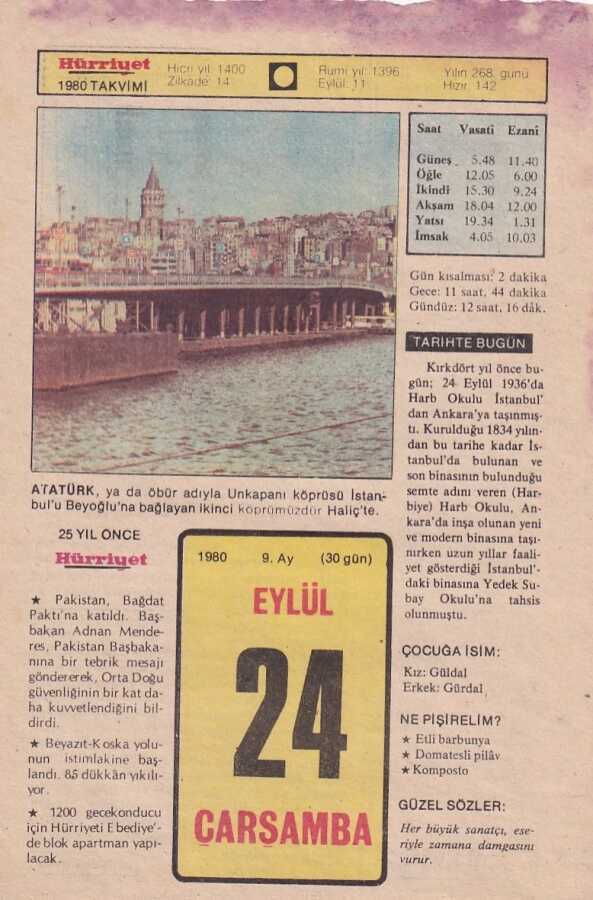 Hürriyet
1980 TAKVİMİ
Hicri yıl: 1400
Zilkade: 14
Rumi yıl: 1396
Eylül: 11
Yılın 268. günü
Hızır 142
Saat Vasati Ezanî
Güneş 5.48 11.40
Öğle 12.05 6.00
İkindi 15.30 9.24
Akşam 18.04 12.00
Yatsı 19.34 1.31
İmsak 4.05 10.03
Gün kısalması: 2 dakika
Gece: 11 saat, 44 dakika
Gündüz: 12 saat, 16 dák.
TARİHTE BUGÜN
Kırkdört yıl önce bu-
gün; 24 Eylül 1936'da
Harb Okulu İstanbul'
dan Ankara'ya taşınmış-
tı. Kurulduğu 1834 yılın-
dan bu tarihe kadar İs-
tanbul'da bulunan ve
son binasının bulunduğu
semte adını veren (Har-
biye) Harb Okulu, An-
kara'da inşa olunan yeni
ve modern binasına taşı-
nırken uzun yıllar faali-
yet gösterdiği İstanbul'-
daki binasına Yedek Su-
bay Okulu'na tahsis
olunmuştu.
ATATÜRK, ya da öbür adıyla Unkapanı köprüsü İstan-
bul'u Beyoğlu'na bağlayan ikinci köprümüzdür Haliç'te.
25 YIL ÖNCE
Hürriyet
★ Pakistan, Bağdat
Paktı'na katıldı. Baş-
bakan Adnan Mende-
res, Pakistan Başbaka-
nına bir tebrik mesajı
göndererek, Orta Doğu
güvenliğinin bir kat da-
ha kuvvetlendiğini bil-
dirdi.
★ Beyazıt-Koska yolu-
nun istimlakine baş-
landı. 85 dükkân yıkılı-
yor.
★ 1200 gecekonducu
için Hürriyeti Ebediye'-
de blok apartman yapı-
lacak.
1980 9. Ay (30 gün)
EYLÜL
24
ÇARŞAMBA
ÇOCUĞA İSİM:
Kız: Güldal
Erkek: Gürdal
NE PİŞİRELİM?
★ Etli barbunya
★ Domatesli pilâv
★ Komposto
GÜZEL SÖZLER:
Her büyük sanatçı, ese-
riyle zamana damgasını
vurur.